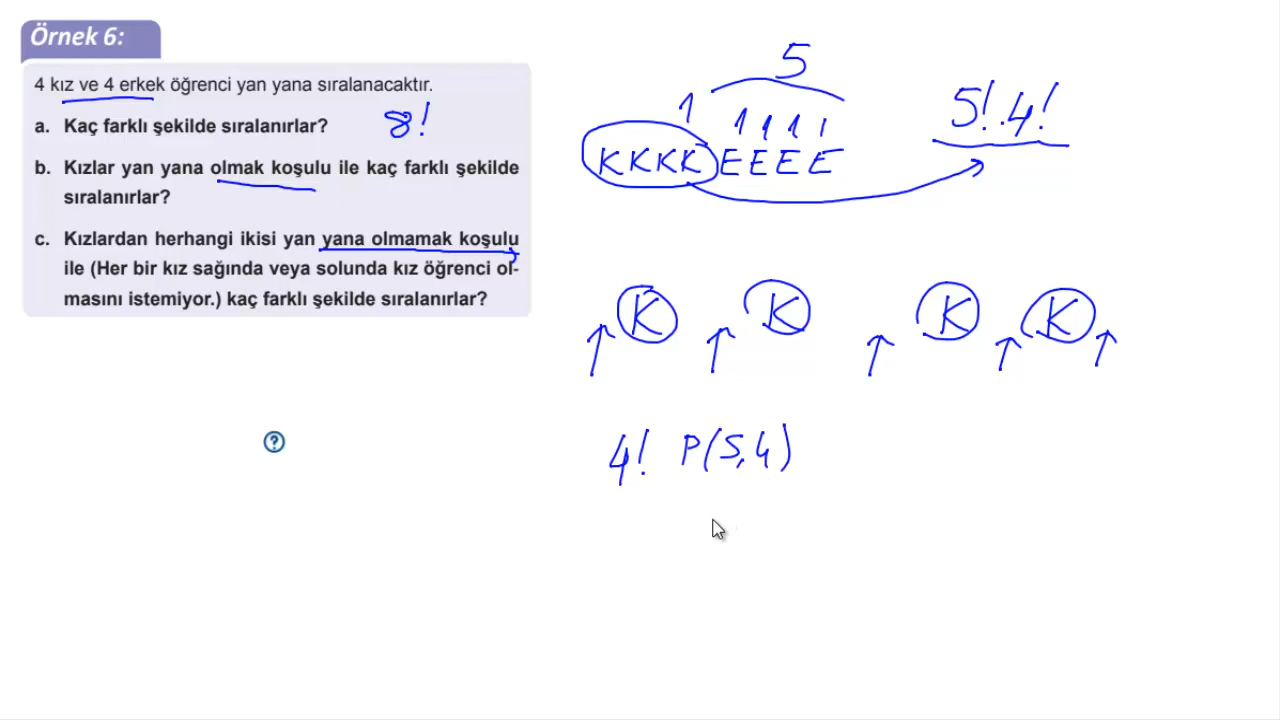 Örnek 6:
4 kız ve 4 erkek öğrenci yan yana sıralanacaktır.
a. Kaç farklı şekilde sıralanırlar? 8!
b. Kızlar yan yana olmak koşulu ile kaç farklı şekilde
sıralanırlar?
c. Kızlardan herhangi ikisi yan yana olmamak koşulu
ile (Her bir kız sağında veya solunda kız öğrenci ol-
masını istemiyor.) kaç farklı şekilde sıralanırlar?
5
1 1 1 1 1
KKKK EEEE
5! . 4!
K K K K
4! P(5,4)
?